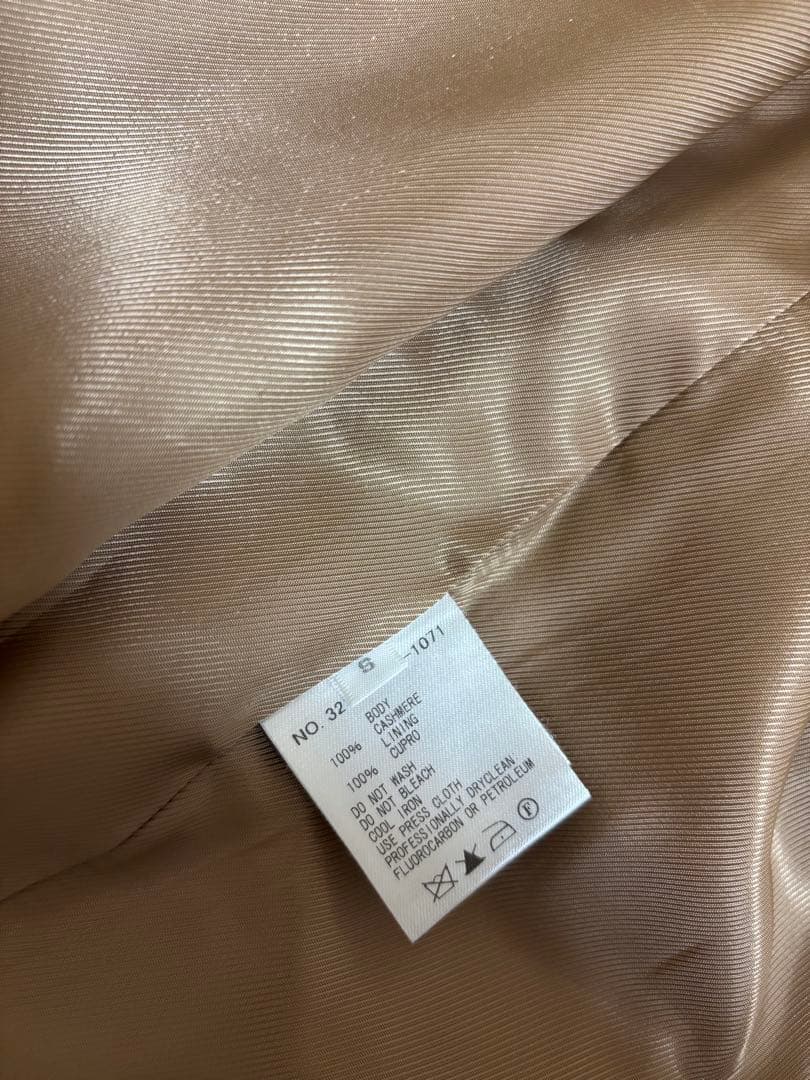 S
NO. 32 -1071
BODY
100% CASHMERE
LINING
100% CUPRO
DO NOT WASH
DO NOT BLEACH
COOL IRON
USE PRESS CLOTH
PROFESSIONALLY DRYCLEAN:
FLUOROCARBON OR PETROLEUM
F